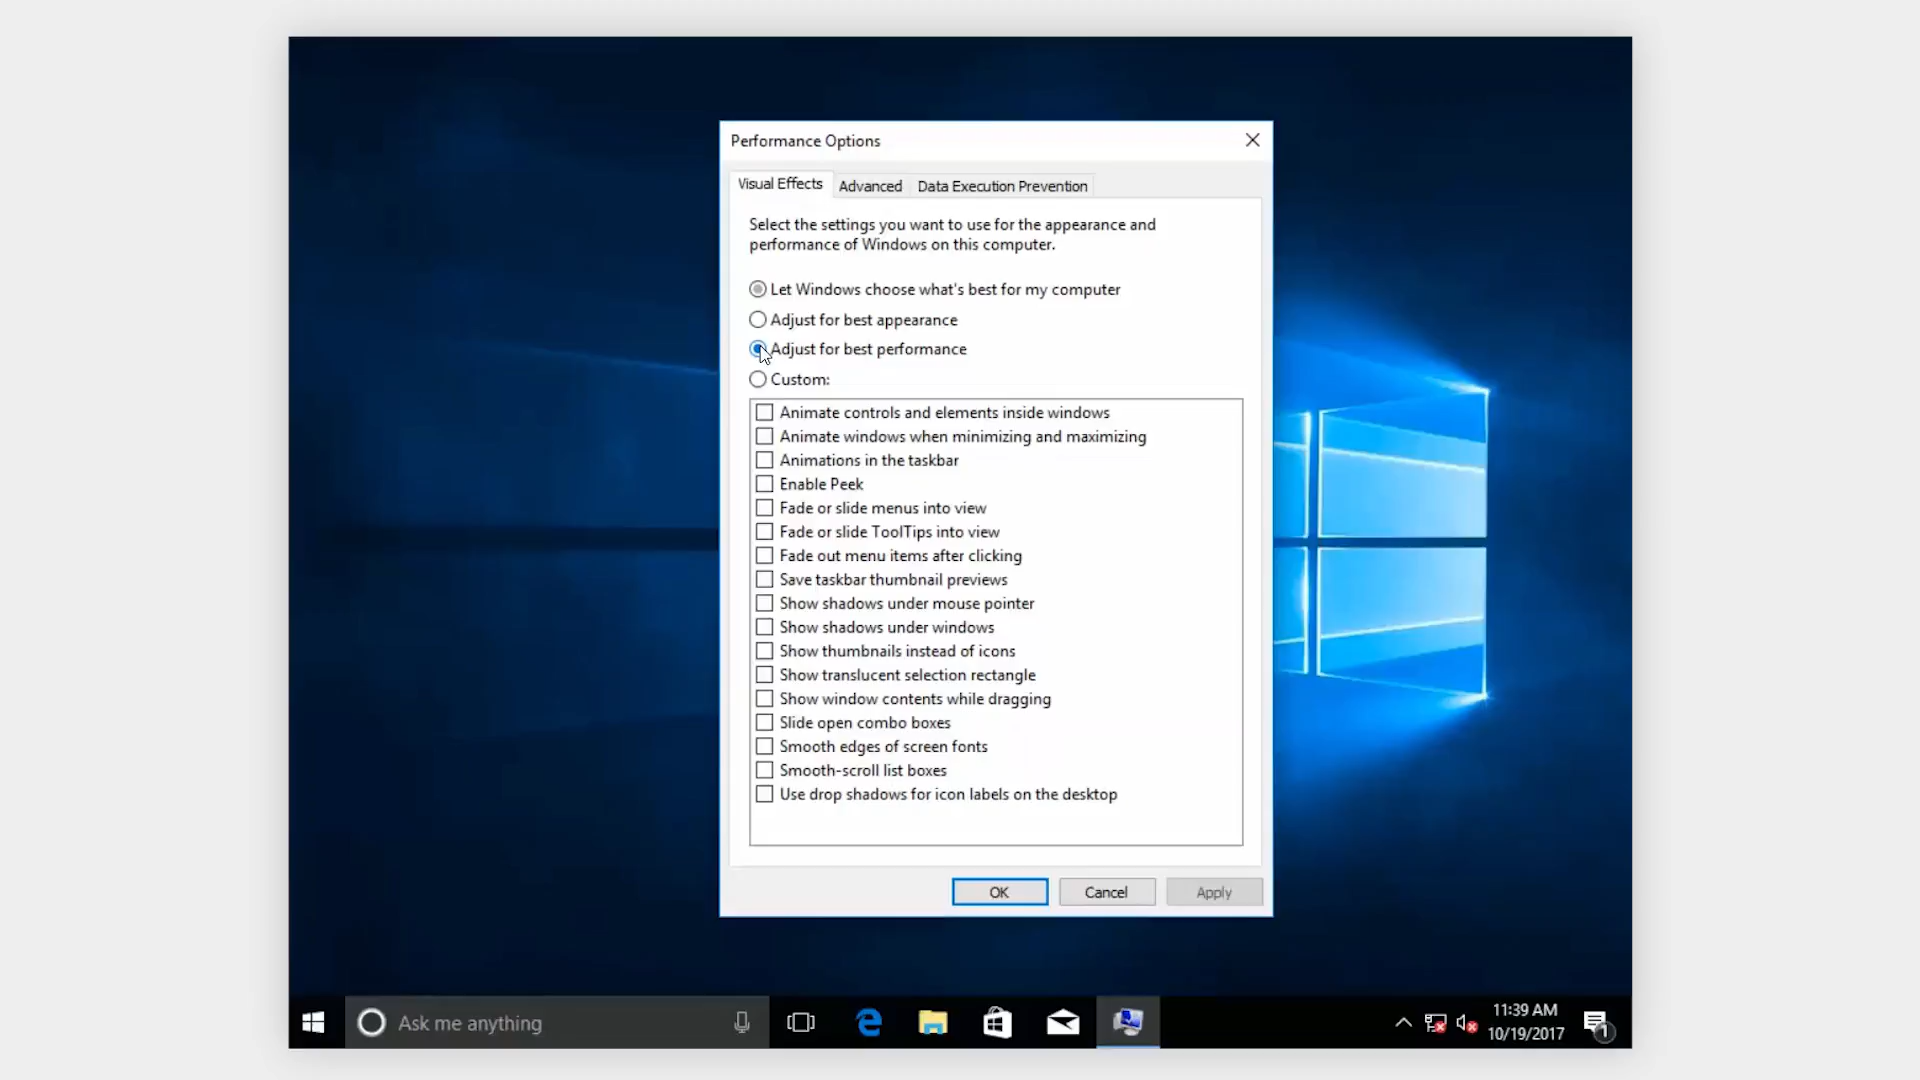 Performance Options
Visual Effects
Advanced
Data Execution Prevention
Select the settings you want to use for the appearance and
performance of Windows on this computer.
Let Windows choose what's best for my computer
Adjust for best appearance
Adjust for best performance
Custom:
Animate controls and elements inside windows
Animate windows when minimizing and maximizing
Animations in the taskbar
Enable Peek
Fade or slide menus into view
Fade or slide ToolTips into view
Fade out menu items after clicking
Save taskbar thumbnail previews
Show shadows under mouse pointer
Show shadows under windows
Show thumbnails instead of icons
Show translucent selection rectangle
Show window contents while dragging
Slide open combo boxes
Smooth edges of screen fonts
Smooth-scroll list boxes
Use drop shadows for icon labels on the desktop
OK
Cancel
Apply
Ask me anything
11:39 AM
10/19/2017
1